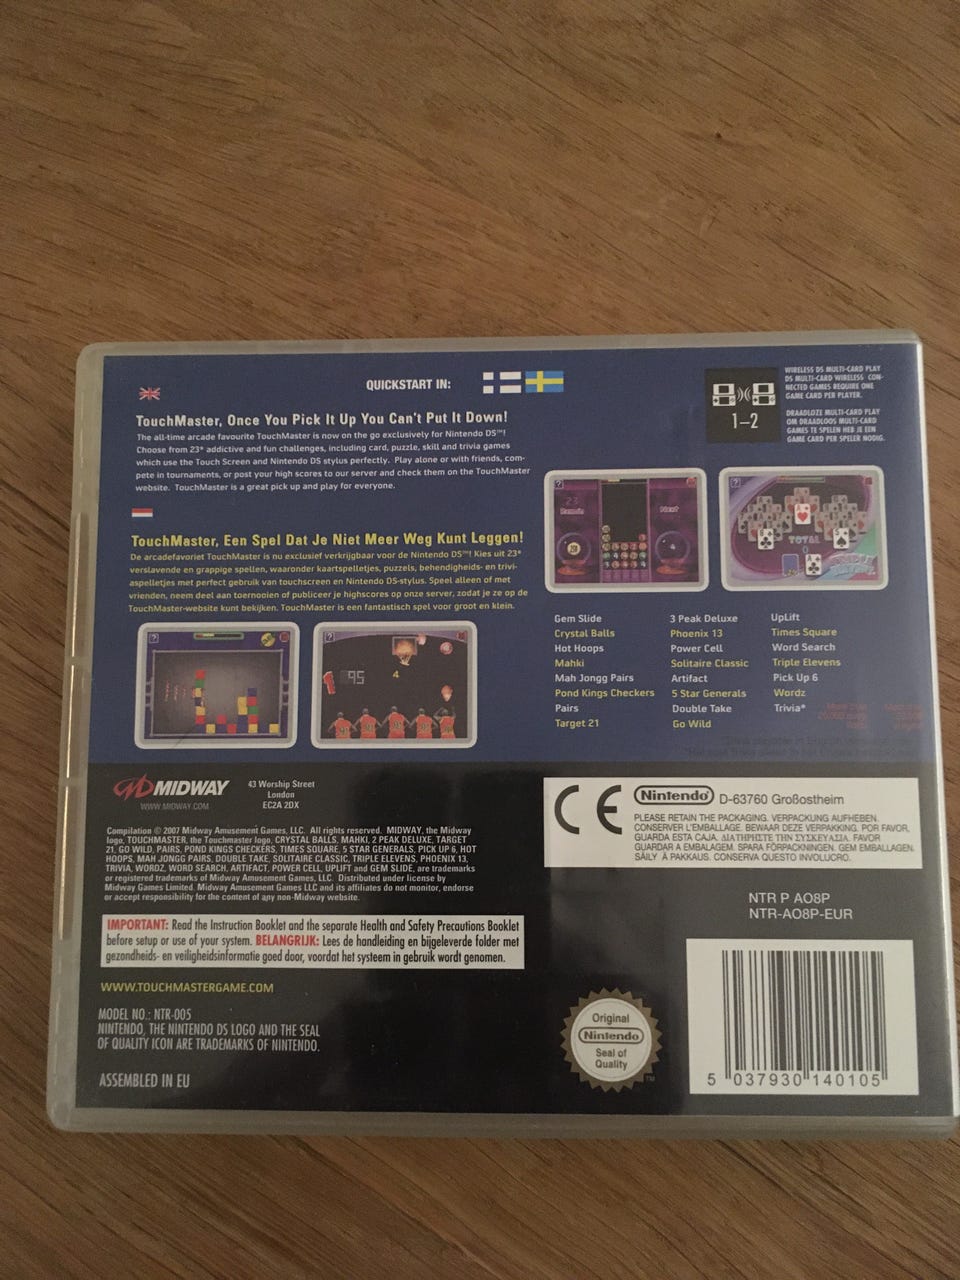 QUICKSTART IN:
TouchMaster, Once You Pick It Up You Can't Put It Down!
The all-time arcade favourite TouchMaster is now on the go exclusively for Nintendo DS™!
Choose from 23* addictive and fun challenges, including card, puzzle, skill and trivia games
which use the Touch Screen and Nintendo DS stylus perfectly. Play alone or with friends, com-
pete in tournaments, or post your high scores to our server and check them on the TouchMaster
website. TouchMaster is a great pick up and play for everyone.
TouchMaster, Een Spel Dat Je Niet Meer Weg Kunt Leggen!
De arcadefavoriet TouchMaster is nu exclusief verkrijgbaar voor de Nintendo DS™! Kies uit 23*
verslavende en grappige spellen, waaronder kaartspelletjes, puzzels, behendigheids- en trivi-
aspelletjes met perfect gebruik van touchscreen en Nintendo DS-stylus. Speel alleen of met
vrienden, neem deel aan toernooien of publiceer je highscores op onze server, zodat je ze op de
TouchMaster-website kunt bekijken. TouchMaster is een fantastisch spel voor groot en klein.
1–2
WIRELESS DS MULTI-CARD PLAY
DS MULTI-CARD WIRELESS CON-
NECTED GAMES REQUIRE ONE
GAME CARD PER PLAYER.
DRAADLOZE MULTI-CARD PLAY
OM DRAADLOOS MULTI-CARD
GAMES TE SPELEN HEB JE EEN
GAME CARD PER SPELER NODIG.
23
Remain
Next
TOTAL
0
95
4
Gem Slide
Crystal Balls
Hot Hoops
Mahki
Mah Jongg Pairs
Pond Kings Checkers
Pairs
Target 21
3 Peak Deluxe
Phoenix 13
Power Cell
Solitaire Classic
Artifact
5 Star Generals
Double Take
Go Wild
UpLift
Times Square
Word Search
Triple Elevens
Pick Up 6
Wordz
Trivia*
MIDWAY
WWW.MIDWAY.COM
43 Worship Street
London
EC2A 2DX
Compilation © 2007 Midway Amusement Games, LLC. All rights reserved. MIDWAY, the Midway
logo, TOUCHMASTER, the Touchmaster logo, CRYSTAL BALLS, MAHKI, 2 PEAK DELUXE, TARGET
21, GO WILD, PAIRS, POND KINGS CHECKERS, TIMES SQUARE, 5 STAR GENERALS, PICK UP 6, HOT
HOOPS, MAH JONGG PAIRS, DOUBLE TAKE, SOLITAIRE CLASSIC, TRIPLE ELEVENS, PHOENIX 13,
TRIVIA, WORDZ, WORD SEARCH, ARTIFACT, POWER CELL, UPLIFT and GEM SLIDE, are trademarks
or registered trademarks of Midway Amusement Games, LLC. Distributed under license by
Midway Games Limited. Midway Amusement Games LLC and its affiliates do not monitor, endorse
or accept responsibility for the content of any non-Midway website.
IMPORTANT: Read the Instruction Booklet and the separate Health and Safety Precautions Booklet
before setup or use of your system. BELANGRIJK: Lees de handleiding en bijgeleverde folder met
gezondheids- en veiligheidsinformatie goed door, voordat het systeem in gebruik wordt genomen.
WWW.TOUCHMASTERGAME.COM
MODEL NO.: NTR-005
NINTENDO, THE NINTENDO DS LOGO AND THE SEAL
OF QUALITY ICON ARE TRADEMARKS OF NINTENDO.
ASSEMBLED IN EU
CE
Nintendo D-63760 Großostheim
PLEASE RETAIN THE PACKAGING. VERPACKUNG AUFHEBEN.
CONSERVER L'EMBALLAGE. BEWAAR DEZE VERPAKKING. POR FAVOR,
GUARDAR ESTA CAJA. ΔΙΑΤΗΡΗΣΤΕ ΤΗΝ ΣΥΣΚΕΥΑΣΙΑ. FAVOR
GUARDAR A EMBALAGEM. SPARA FÖRPACKNINGEN. GEM EMBALLAGEN.
SÄILY Ä PAKKAUS. CONSERVA QUESTO INVOLUCRO.
NTR P AO8P
NTR-AO8P-EUR
Original
Nintendo
Seal of
Quality
TM
5 037930 140105